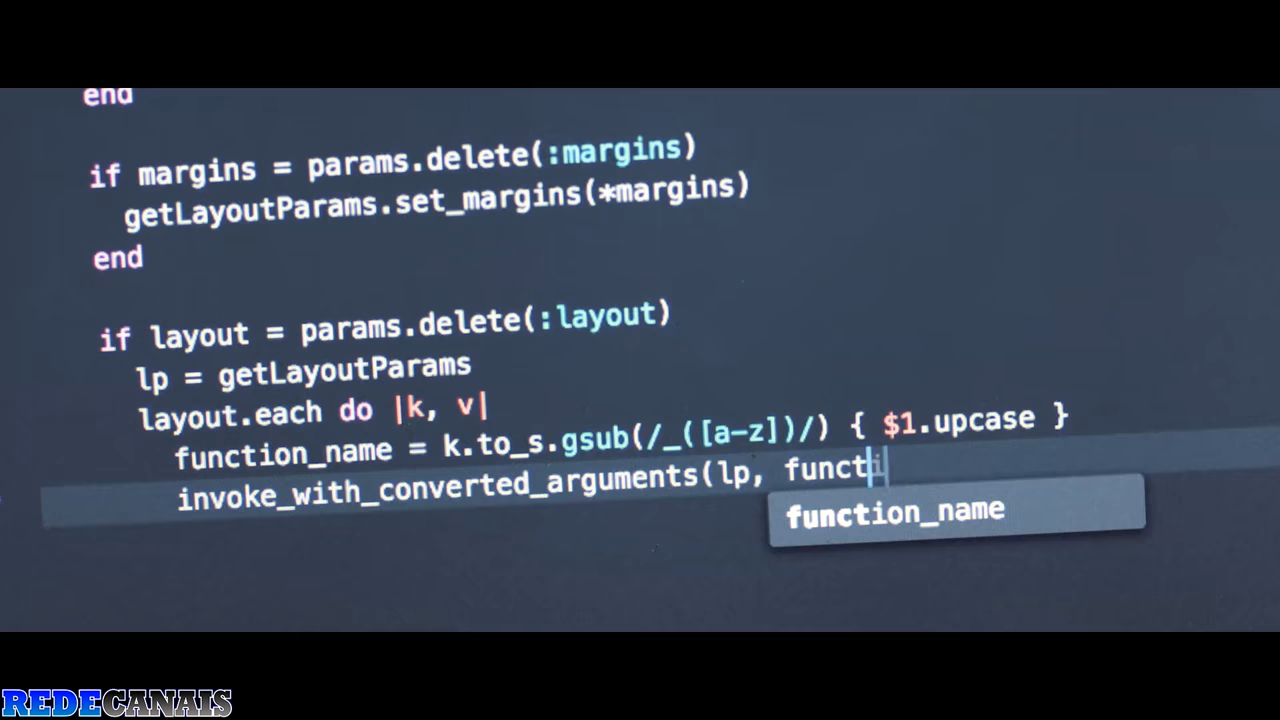 end
if margins = params.delete(:margins)
getLayoutParams.set_margins(*margins)
end
if layout = params.delete(:layout)
lp = getLayoutParams
layout.each do |k, v|
function_name = k.to_s.gsub(/_([a-z])/) { $1.upcase }
invoke_with_converted_arguments(lp, functi
function_name
REDECANAIS